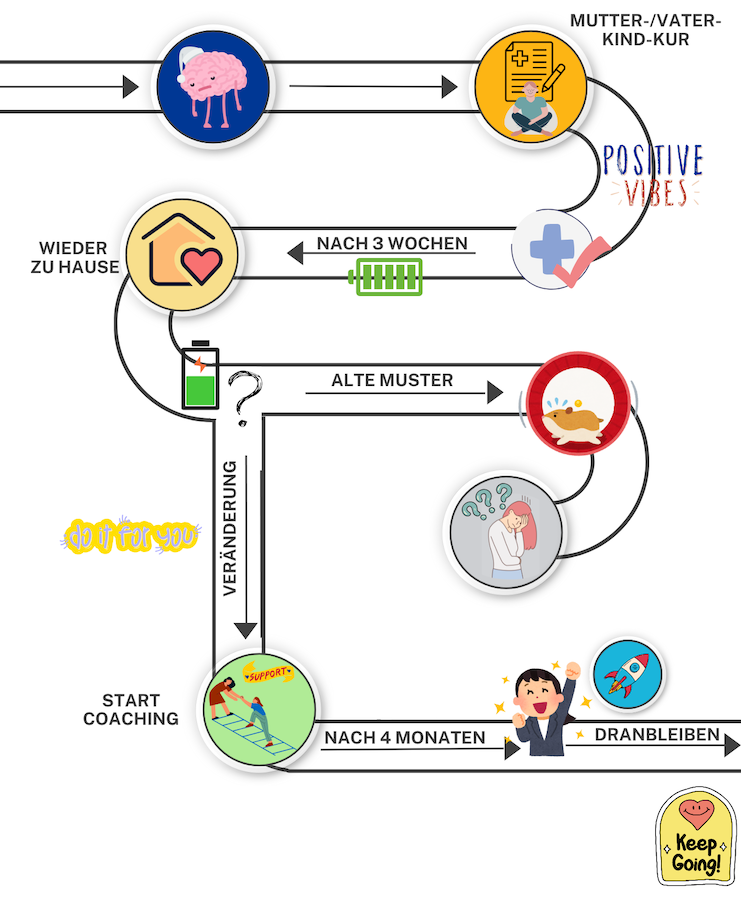 MUTTER-/VATER-
KIND-KUR
POSITIVE
VIBES
NACH 3 WOCHEN
WIEDER
ZU HAUSE
?
ALTE MUSTER
???
VERÄNDERUNG
do it for you
SUPPORT
START
COACHING
NACH 4 MONATEN
DRANBLEIBEN
Keep
Going!